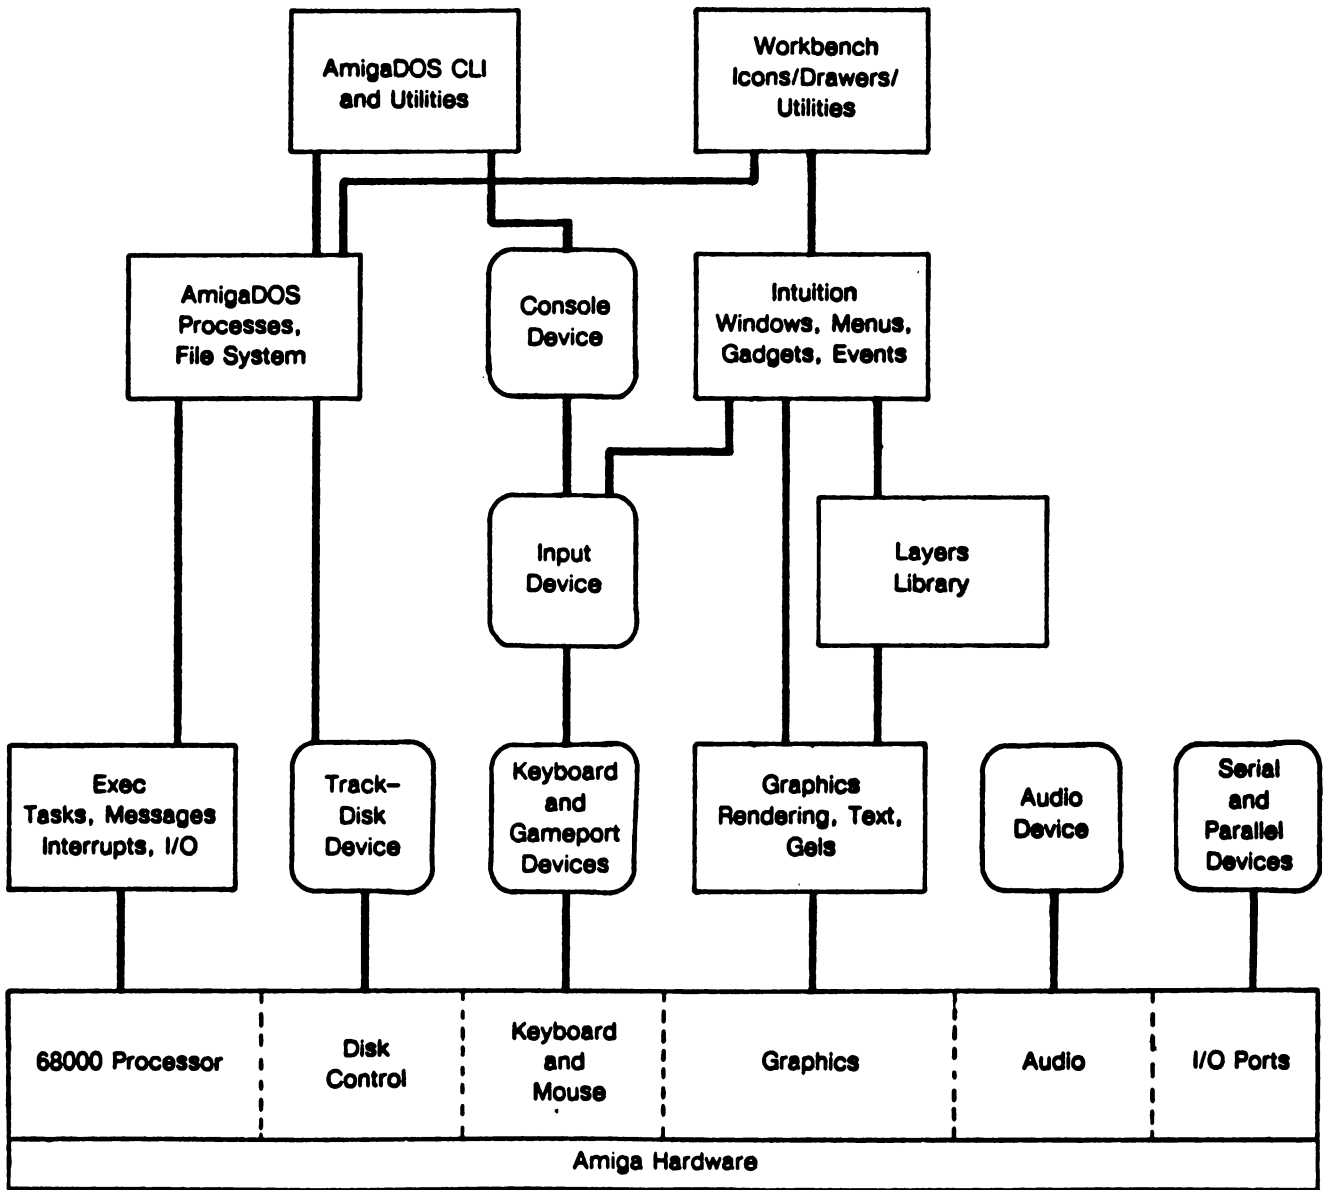 AmigaDOS CLI
and Utilities
Workbench
Icons/Drawers/
Utilities
AmigaDOS
Processes,
File System
Console
Device
Intuition
Windows, Menus,
Gadgets, Events
Input
Device
Layers
Library
Exec
Tasks, Messages
Interrupts, I/O
Track-
Disk
Device
Keyboard
and
Gameport
Devices
Graphics
Rendering, Text,
Gels
Audio
Device
Serial
and
Parallel
Devices
68000 Processor
Disk
Control
Keyboard
and
Mouse
Graphics
Audio
I/O Ports
Amiga Hardware